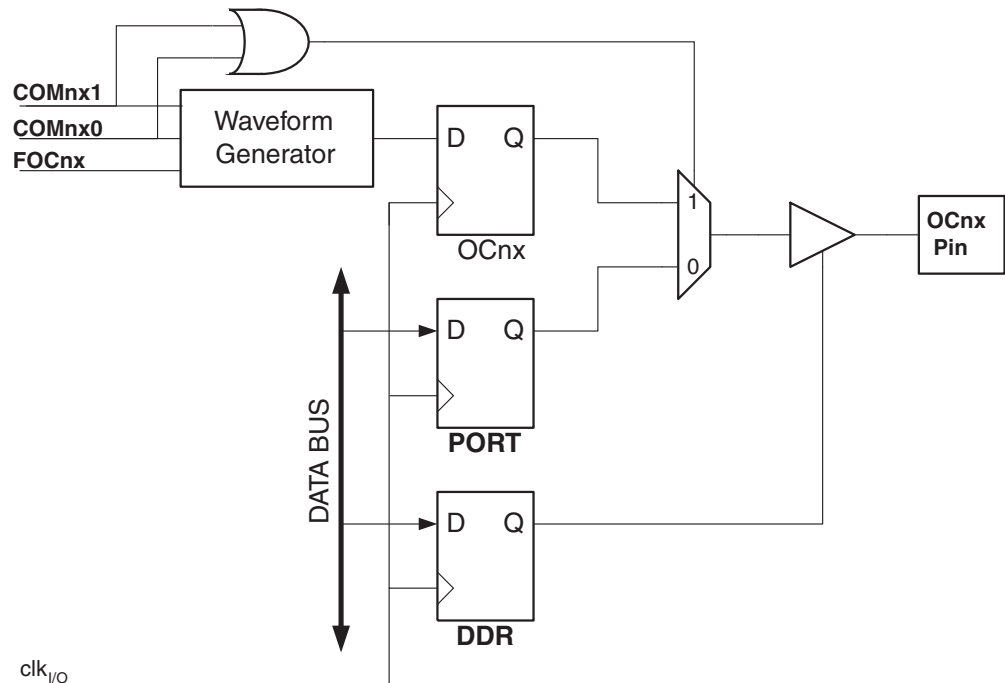 COMnx1
COMnx0
FOCnx
Waveform
Generator
D Q
OCnx
1
0
OCnx
Pin
D Q
PORT
DATA BUS
D Q
DDR
clkI/O